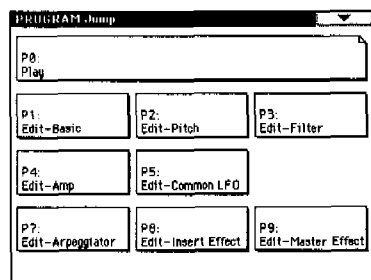 PROGRAM Jump
P0:
Play
P1:
Edit-Basic
P2:
Edit-Pitch
P3:
Edit-Filter
P4:
Edit-Amp
P5:
Edit-Common LFO
P7:
Edit-Arpeggiator
P8:
Edit-Insert Effect
P9:
Edit-Master Effect